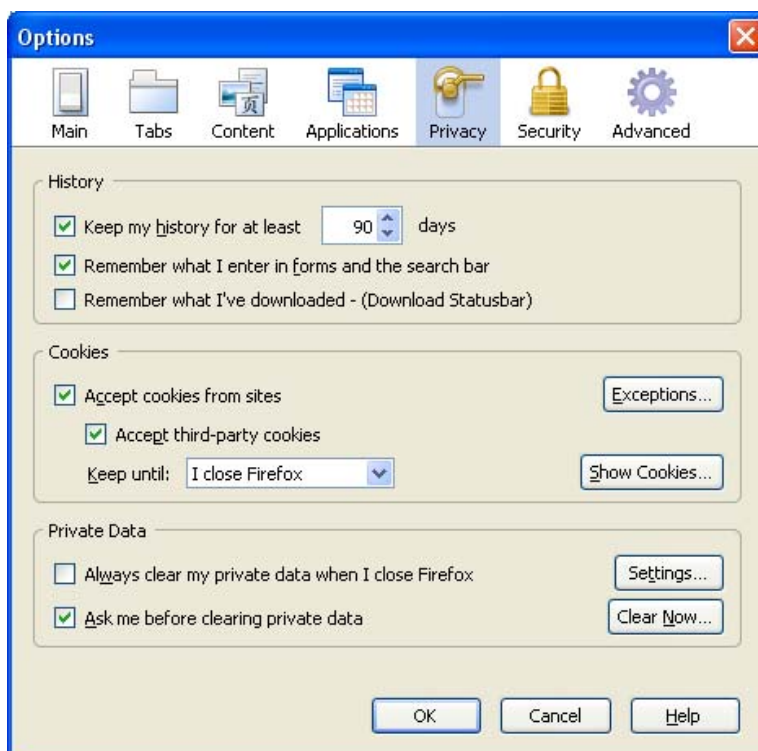 Options
Main Tabs Content Applications Privacy Security Advanced
页
History
Keep my history for at least 90 days
Remember what I enter in forms and the search bar
Remember what I've downloaded - (Download Statusbar)
Cookies
Accept cookies from sites Exceptions...
Accept third-party cookies
Keep until: I close Firefox Show Cookies...
Private Data
Always clear my private data when I close Firefox Settings...
Ask me before clearing private data Clear Now...
OK Cancel Help